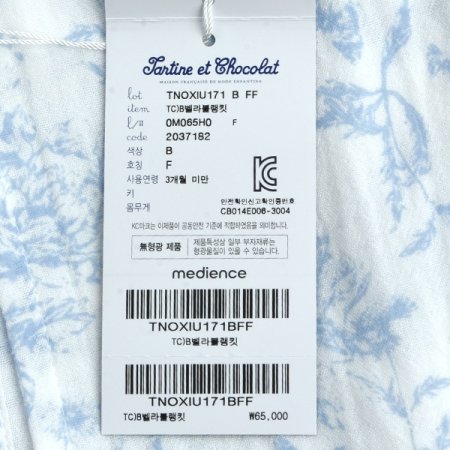 Tartine et Chocolat
MAISON FRANÇAISE DE MODE ENFANTINE
lot TNOXIU171 B FF
item TC)B벨라롤랩킷
l/# 0M065H0 F
code 2037182
색상 B
호칭 F
사용연령 3개월 미만
키
몸무게
안전확인신고확인증번호
CB014E006-3004
KC마크는 이제품이 공통안전 기준에 적합하였음을 의미합니다.
無형광 제품
제품특성상 일부 부자재류는
형광물질이 있을 수 있습니다.
medience
TNOXIU171BFF
TC)B벨라롤랩킷
TNOXIU171BFF
TC)B벨라롤랩킷 ₩65,000